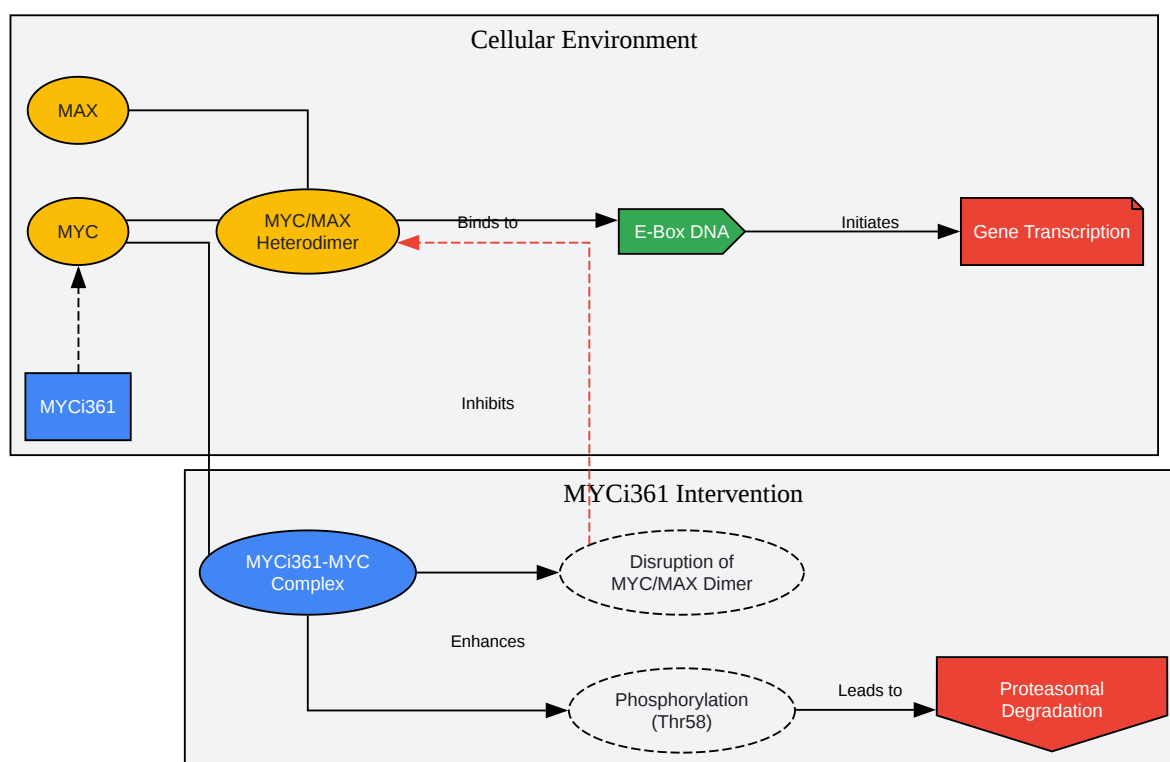 Cellular Environment
MAX
MYC
MYC/MAX
Heterodimer
Binds to
E-Box DNA
Initiates
Gene Transcription
MYCi361
Inhibits
MYCi361 Intervention
MYCi361-MYC
Complex
Disruption of
MYC/MAX Dimer
Enhances
Phosphorylation
(Thr58)
Leads to
Proteasomal
Degradation